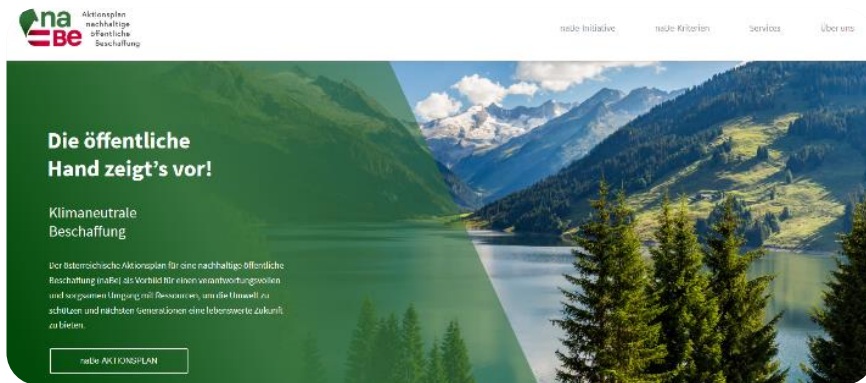 na
Be
Aktionsplan
nachhaltige
öffentliche
Beschaffung
naBe-Initiative
naBe-Kriterien
Services
Über uns
Die öffentliche
Hand zeigt's vor!
Klimaneutrale
Beschaffung
Der österreichische Aktionsplan für eine nachhaltige öffentliche
Beschaffung (naBe) als Vorbild für einen verantwortungsvollen
und sorgsamen Umgang mit Ressourcen, um die Umwelt zu
schützen und nächsten Generationen eine lebenswerte Zukunft
zu bieten.
naBe-AKTIONSPLAN